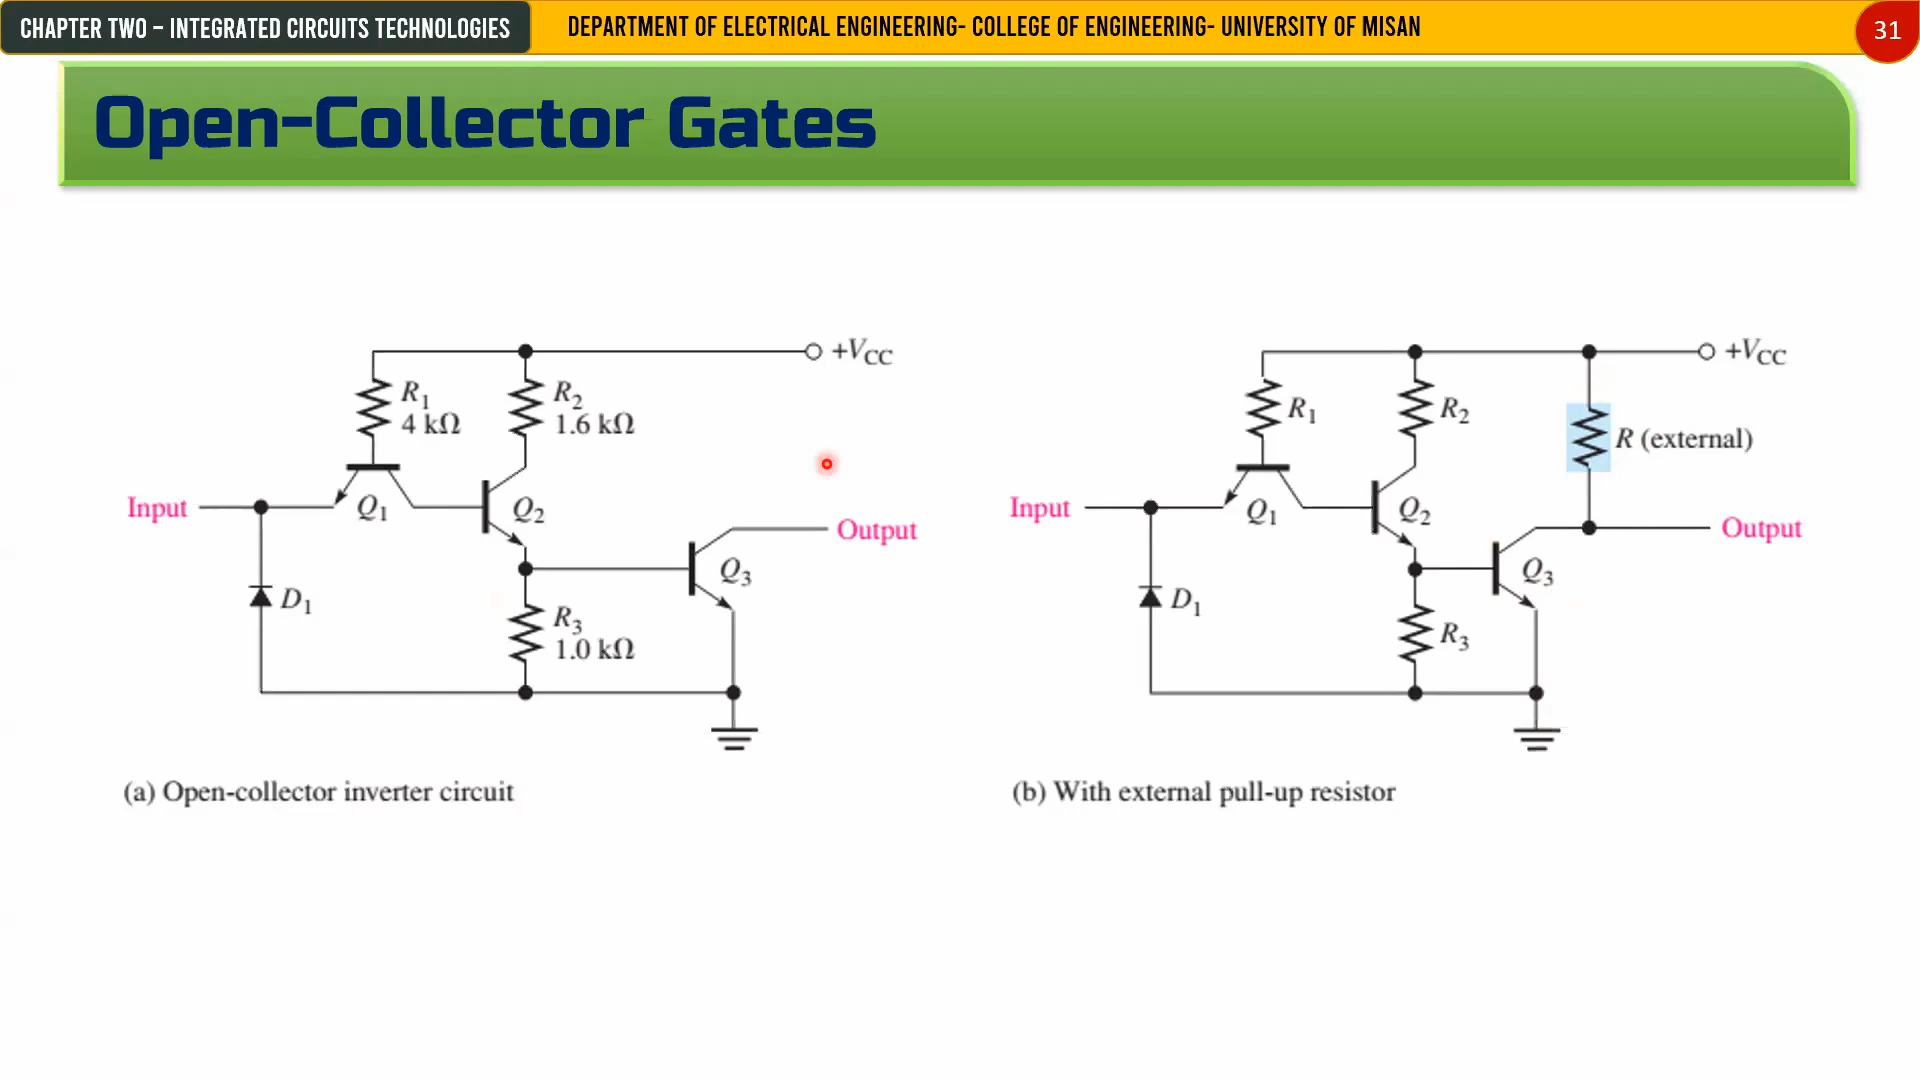 CHAPTER TWO – INTEGRATED CIRCUITS TECHNOLOGIES
DEPARTMENT OF ELECTRICAL ENGINEERING- COLLEGE OF ENGINEERING- UNIVERSITY OF MISAN
31
Open-Collector Gates
+VCC
R1
4 kΩ
R2
1.6 kΩ
Input
Q1
Q2
Output
Q3
D1
R3
1.0 kΩ
(a) Open-collector inverter circuit
+VCC
R1
R2
R (external)
Input
Q1
Q2
Output
Q3
D1
R3
(b) With external pull-up resistor